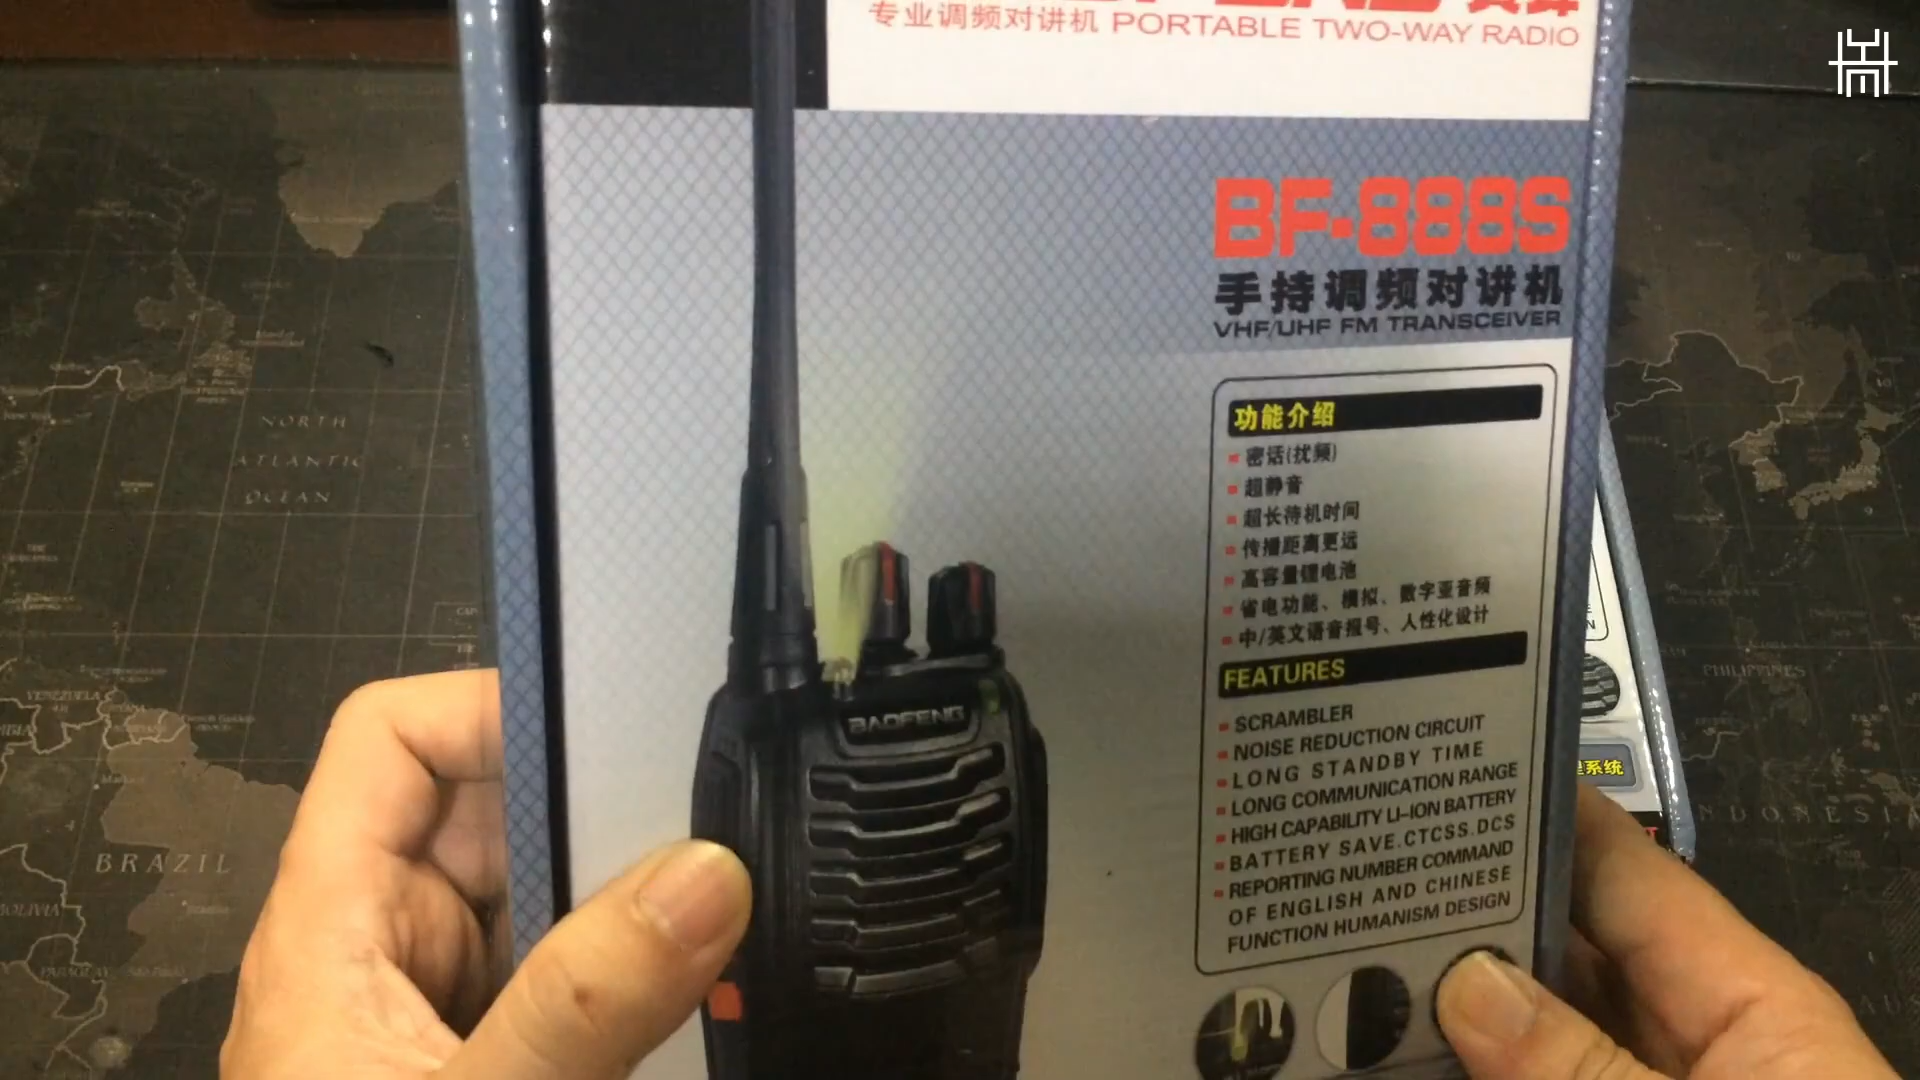 专业调频对讲机 PORTABLE TWO-WAY RADIO
BF-888S
手持调频对讲机
VHF/UHF FM TRANSCEIVER
功能介绍
密话(扰频)
超静音
超长待机时间
传播距离更远
高容量锂电池
省电功能、模拟、数字亚音频
中/英文语音报号、人性化设计
FEATURES
SCRAMBLER
NOISE REDUCTION CIRCUIT
LONG STANDBY TIME
LONG COMMUNICATION RANGE
HIGH CAPABILITY LI-ION BATTERY
BATTERY SAVE.CTCSS.DCS
REPORTING NUMBER COMMAND
OF ENGLISH AND CHINESE
FUNCTION HUMANISM DESIGN
BAOFENG
系统
NORTH
ATLANTIC
OCEAN
VENEZUELA
BRAZIL
BOLIVIA
PARAGUAY
PHILIPPINES
INDONESIA